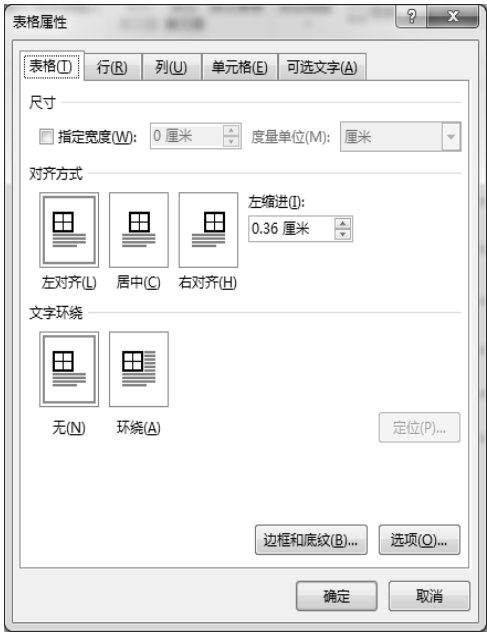 表格属性
表格(T) 行(R) 列(U) 单元格(E) 可选文字(A)
尺寸
指定宽度(W): 0 厘米 度量单位(M): 厘米
对齐方式
左缩进(I):
0.36 厘米
左对齐(L) 居中(C) 右对齐(H)
文字环绕
无(N) 环绕(A) 定位(P)...
边框和底纹(B)... 选项(O)...
确定 取消